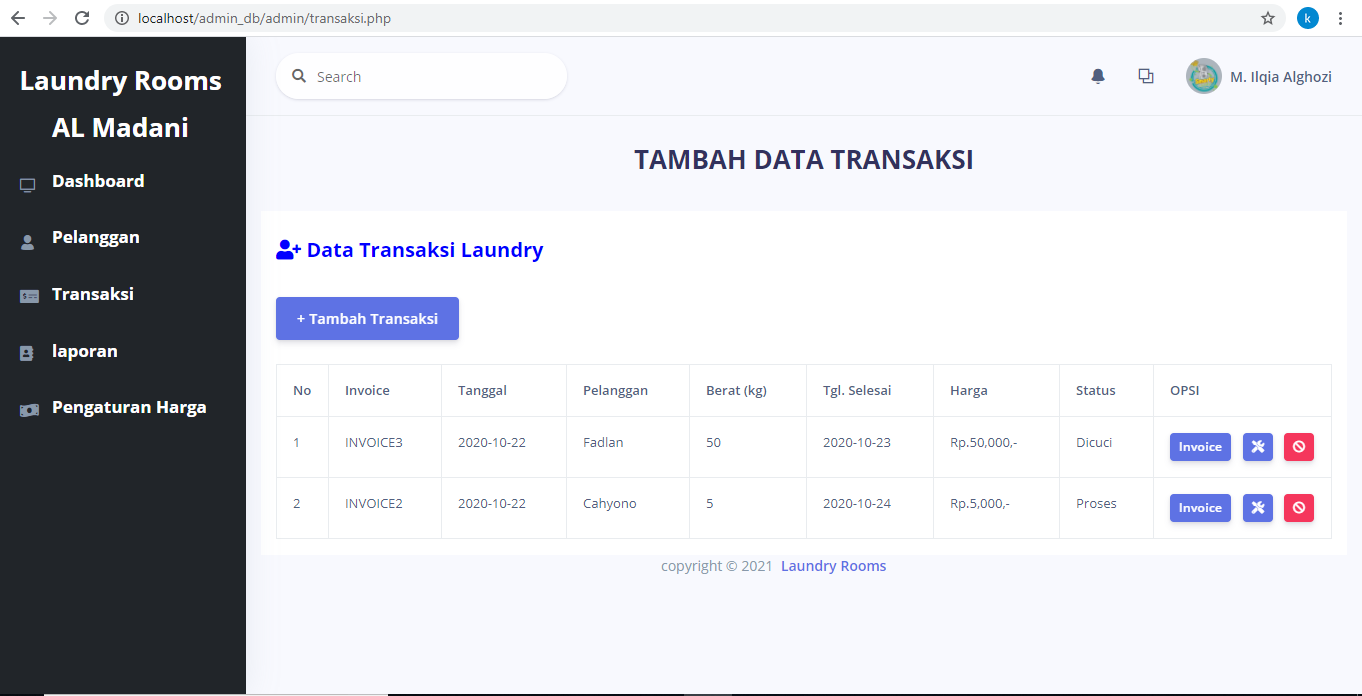 localhost/admin_db/admin/transaksi.php
k
Laundry Rooms
AL Madani
Dashboard
Pelanggan
Transaksi
laporan
Pengaturan Harga
Search
M. Ilqia Alghozi
TAMBAH DATA TRANSAKSI
Data Transaksi Laundry
+ Tambah Transaksi
No Invoice Tanggal Pelanggan Berat (kg) Tgl. Selesai Harga Status OPSI
1 INVOICE3 2020-10-22 Fadlan 50 2020-10-23 Rp.50,000,- Dicuci Invoice
2 INVOICE2 2020-10-22 Cahyono 5 2020-10-24 Rp.5,000,- Proses Invoice
copyright © 2021 Laundry Rooms